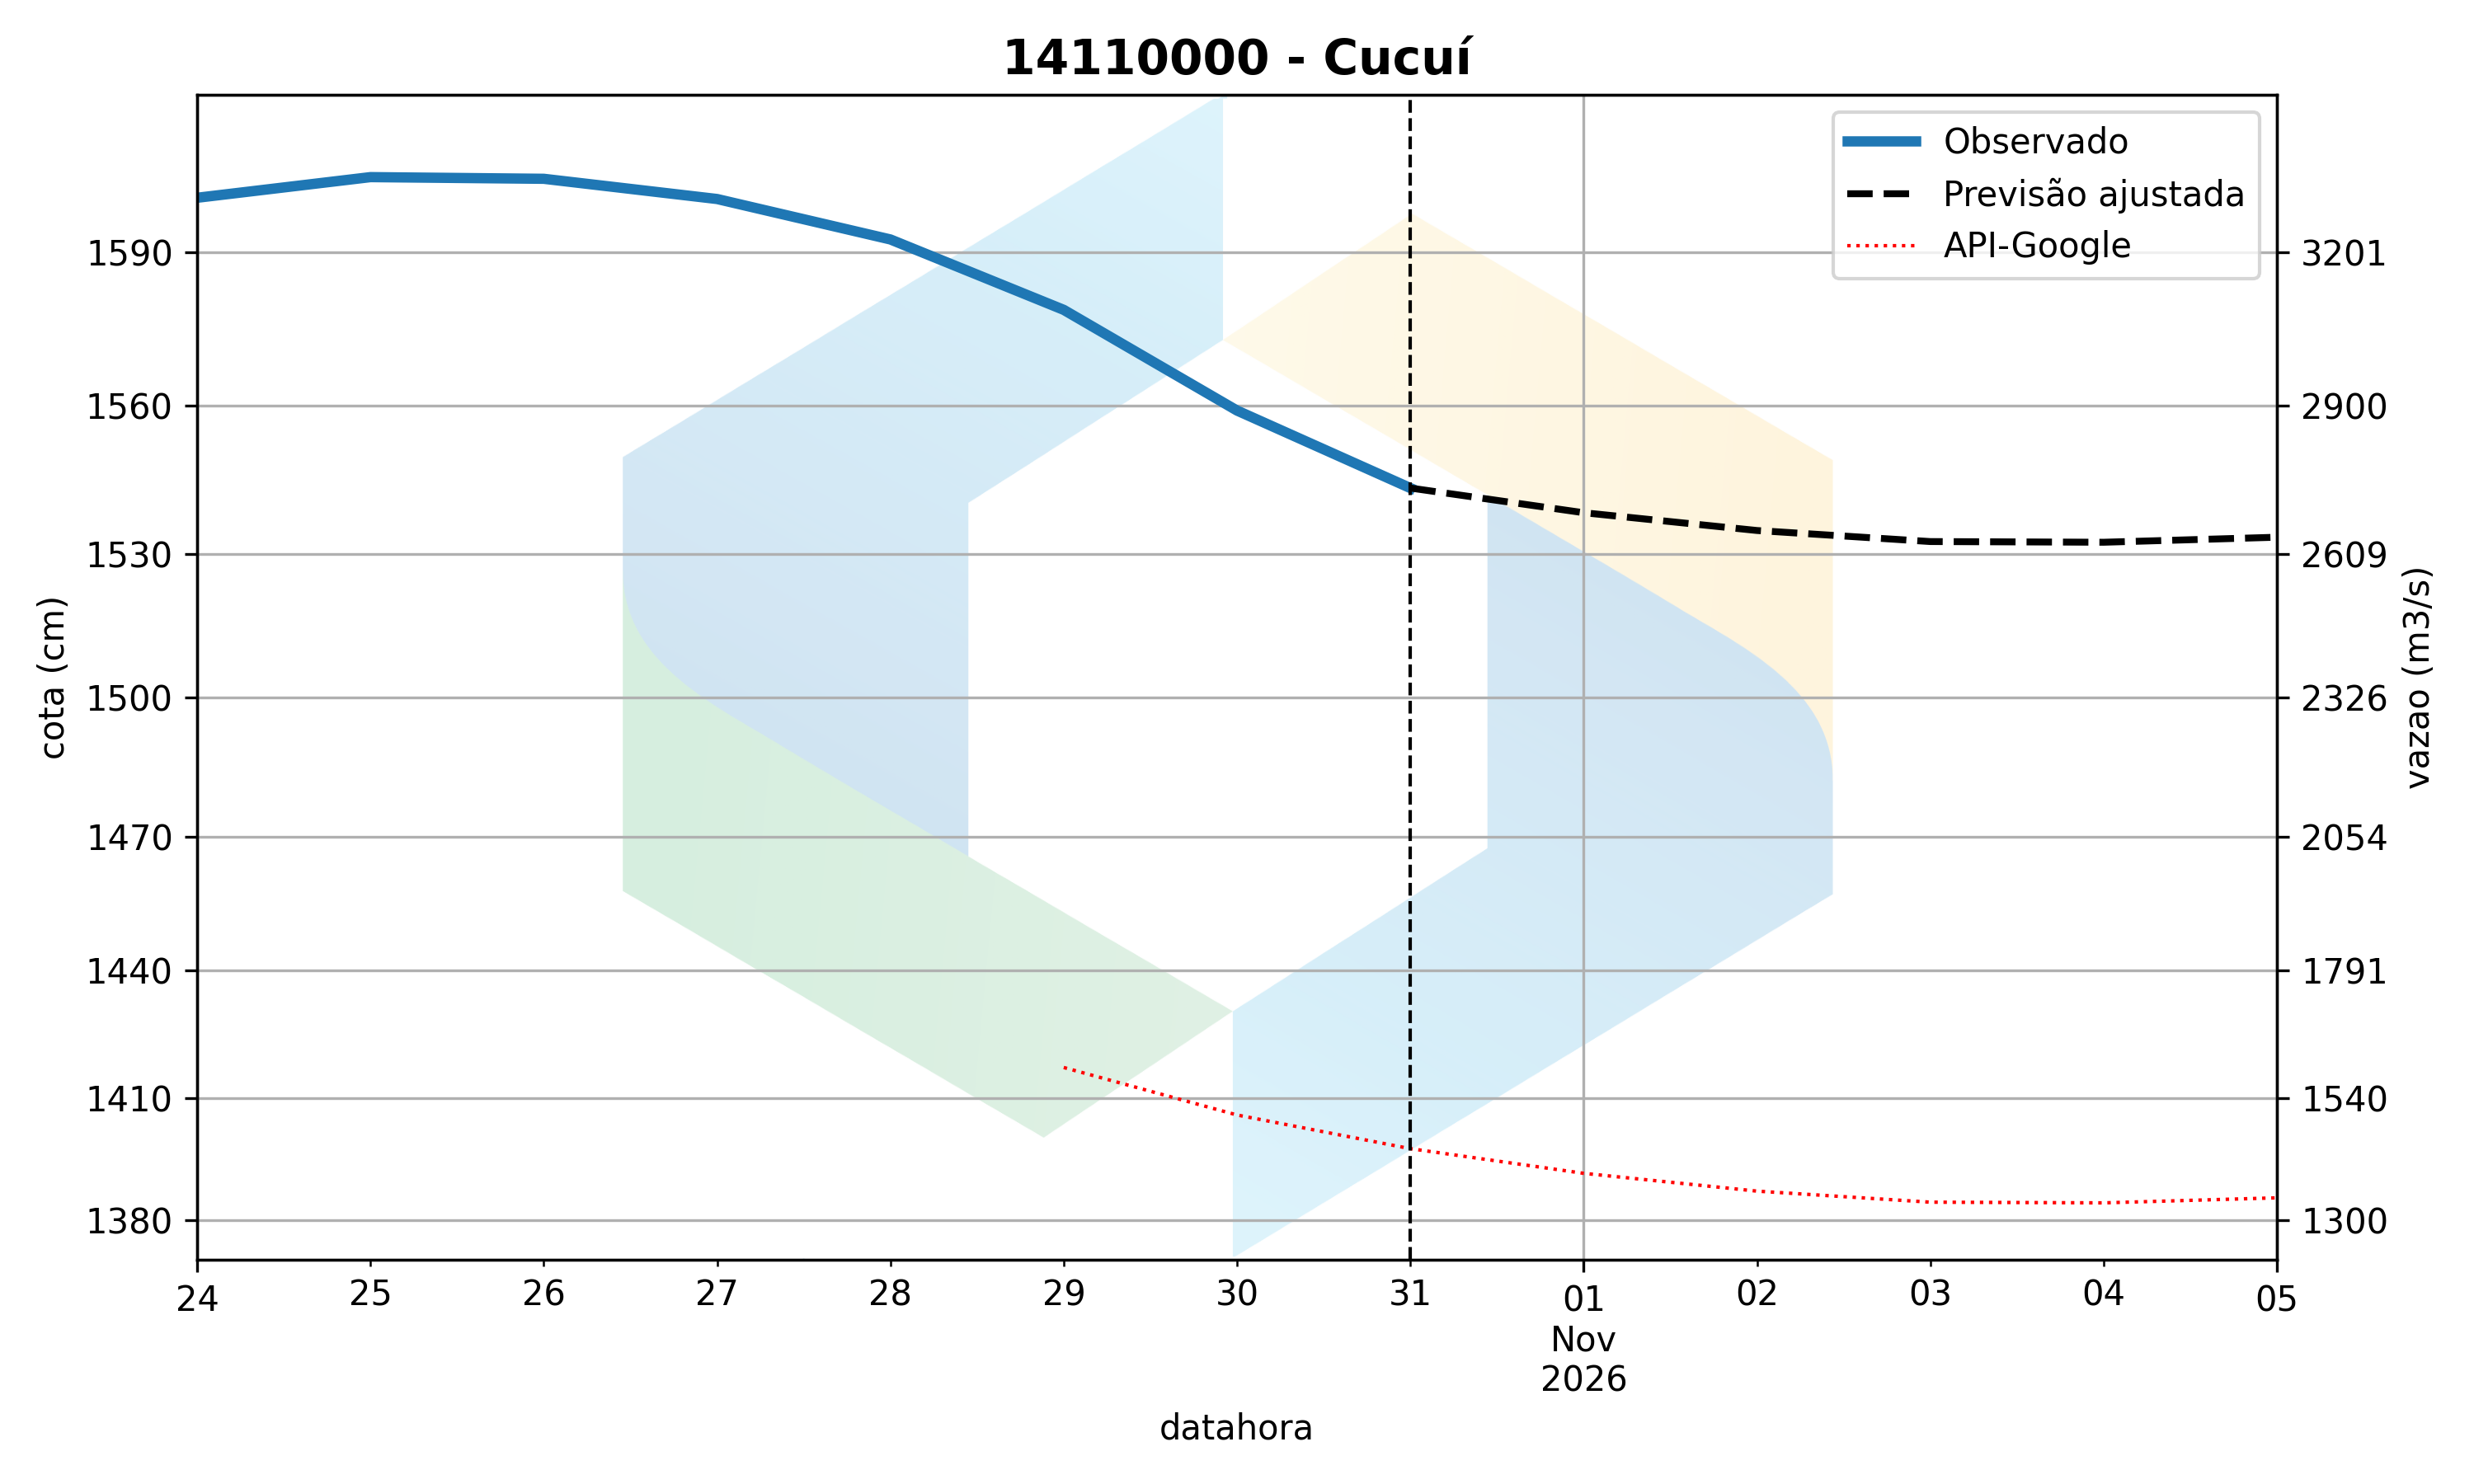 14110000 - Cucuí
Observado
Previsão ajustada
API-Google
cota (cm)
1590
1560
1530
1500
1470
1440
1410
1380
3201
2900
2609
2326
2054
1791
1540
1300
vazao (m3/s)
24 25 26 27 28 29 30 31 01 02 03 04 05
Nov
2026
datahora